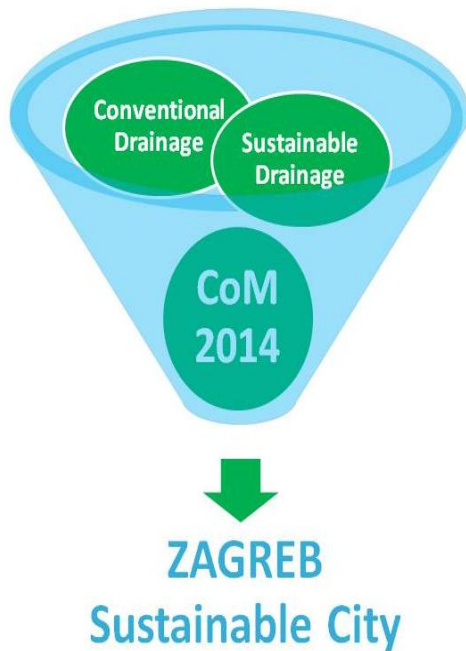 Conventional
Drainage
Sustainable
Drainage
CoM
2014
ZAGREB
Sustainable City